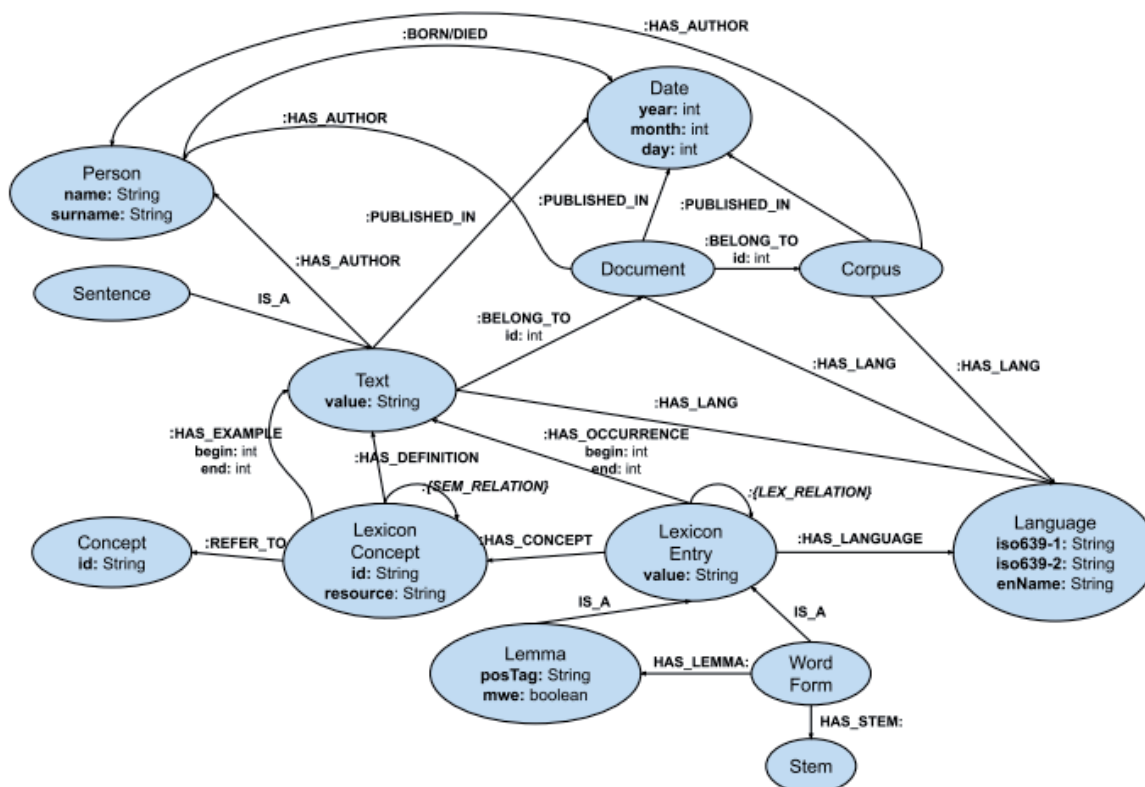 :HAS_AUTHOR
:BORN/DIED
Date
year: int
month: int
day: int
:HAS_AUTHOR
Person
name: String
surname: String
:PUBLISHED_IN
:PUBLISHED_IN
:PUBLISHED_IN
:HAS_AUTHOR
:BELONG_TO
id: int
Document
Corpus
Sentence
IS_A
:BELONG_TO
id: int
:HAS_LANG
:HAS_LANG
Text
value: String
:HAS_LANG
:HAS_EXAMPLE
begin: int
end: int
:HAS_DEFINITION
:HAS_OCCURRENCE
begin: int
end: int
:{SEM_RELATION}
:{LEX_RELATION}
Concept
id: String
:REFER_TO
Lexicon
Concept
id: String
resource: String
:HAS_CONCEPT
Lexicon
Entry
value: String
:HAS_LANGUAGE
Language
iso639-1: String
iso639-2: String
enName: String
IS_A
IS_A
Lemma
posTag: String
mwe: boolean
HAS_LEMMA:
Word
Form
HAS_STEM:
Stem